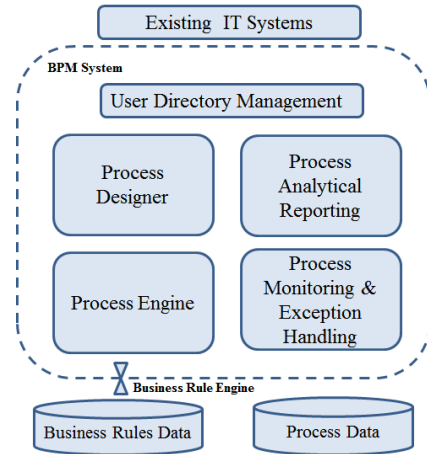 Existing IT Systems
BPM System
User Directory Management
Process
Designer
Process
Analytical
Reporting
Process Engine
Process
Monitoring &
Exception
Handling
Business Rule Engine
Business Rules Data
Process Data